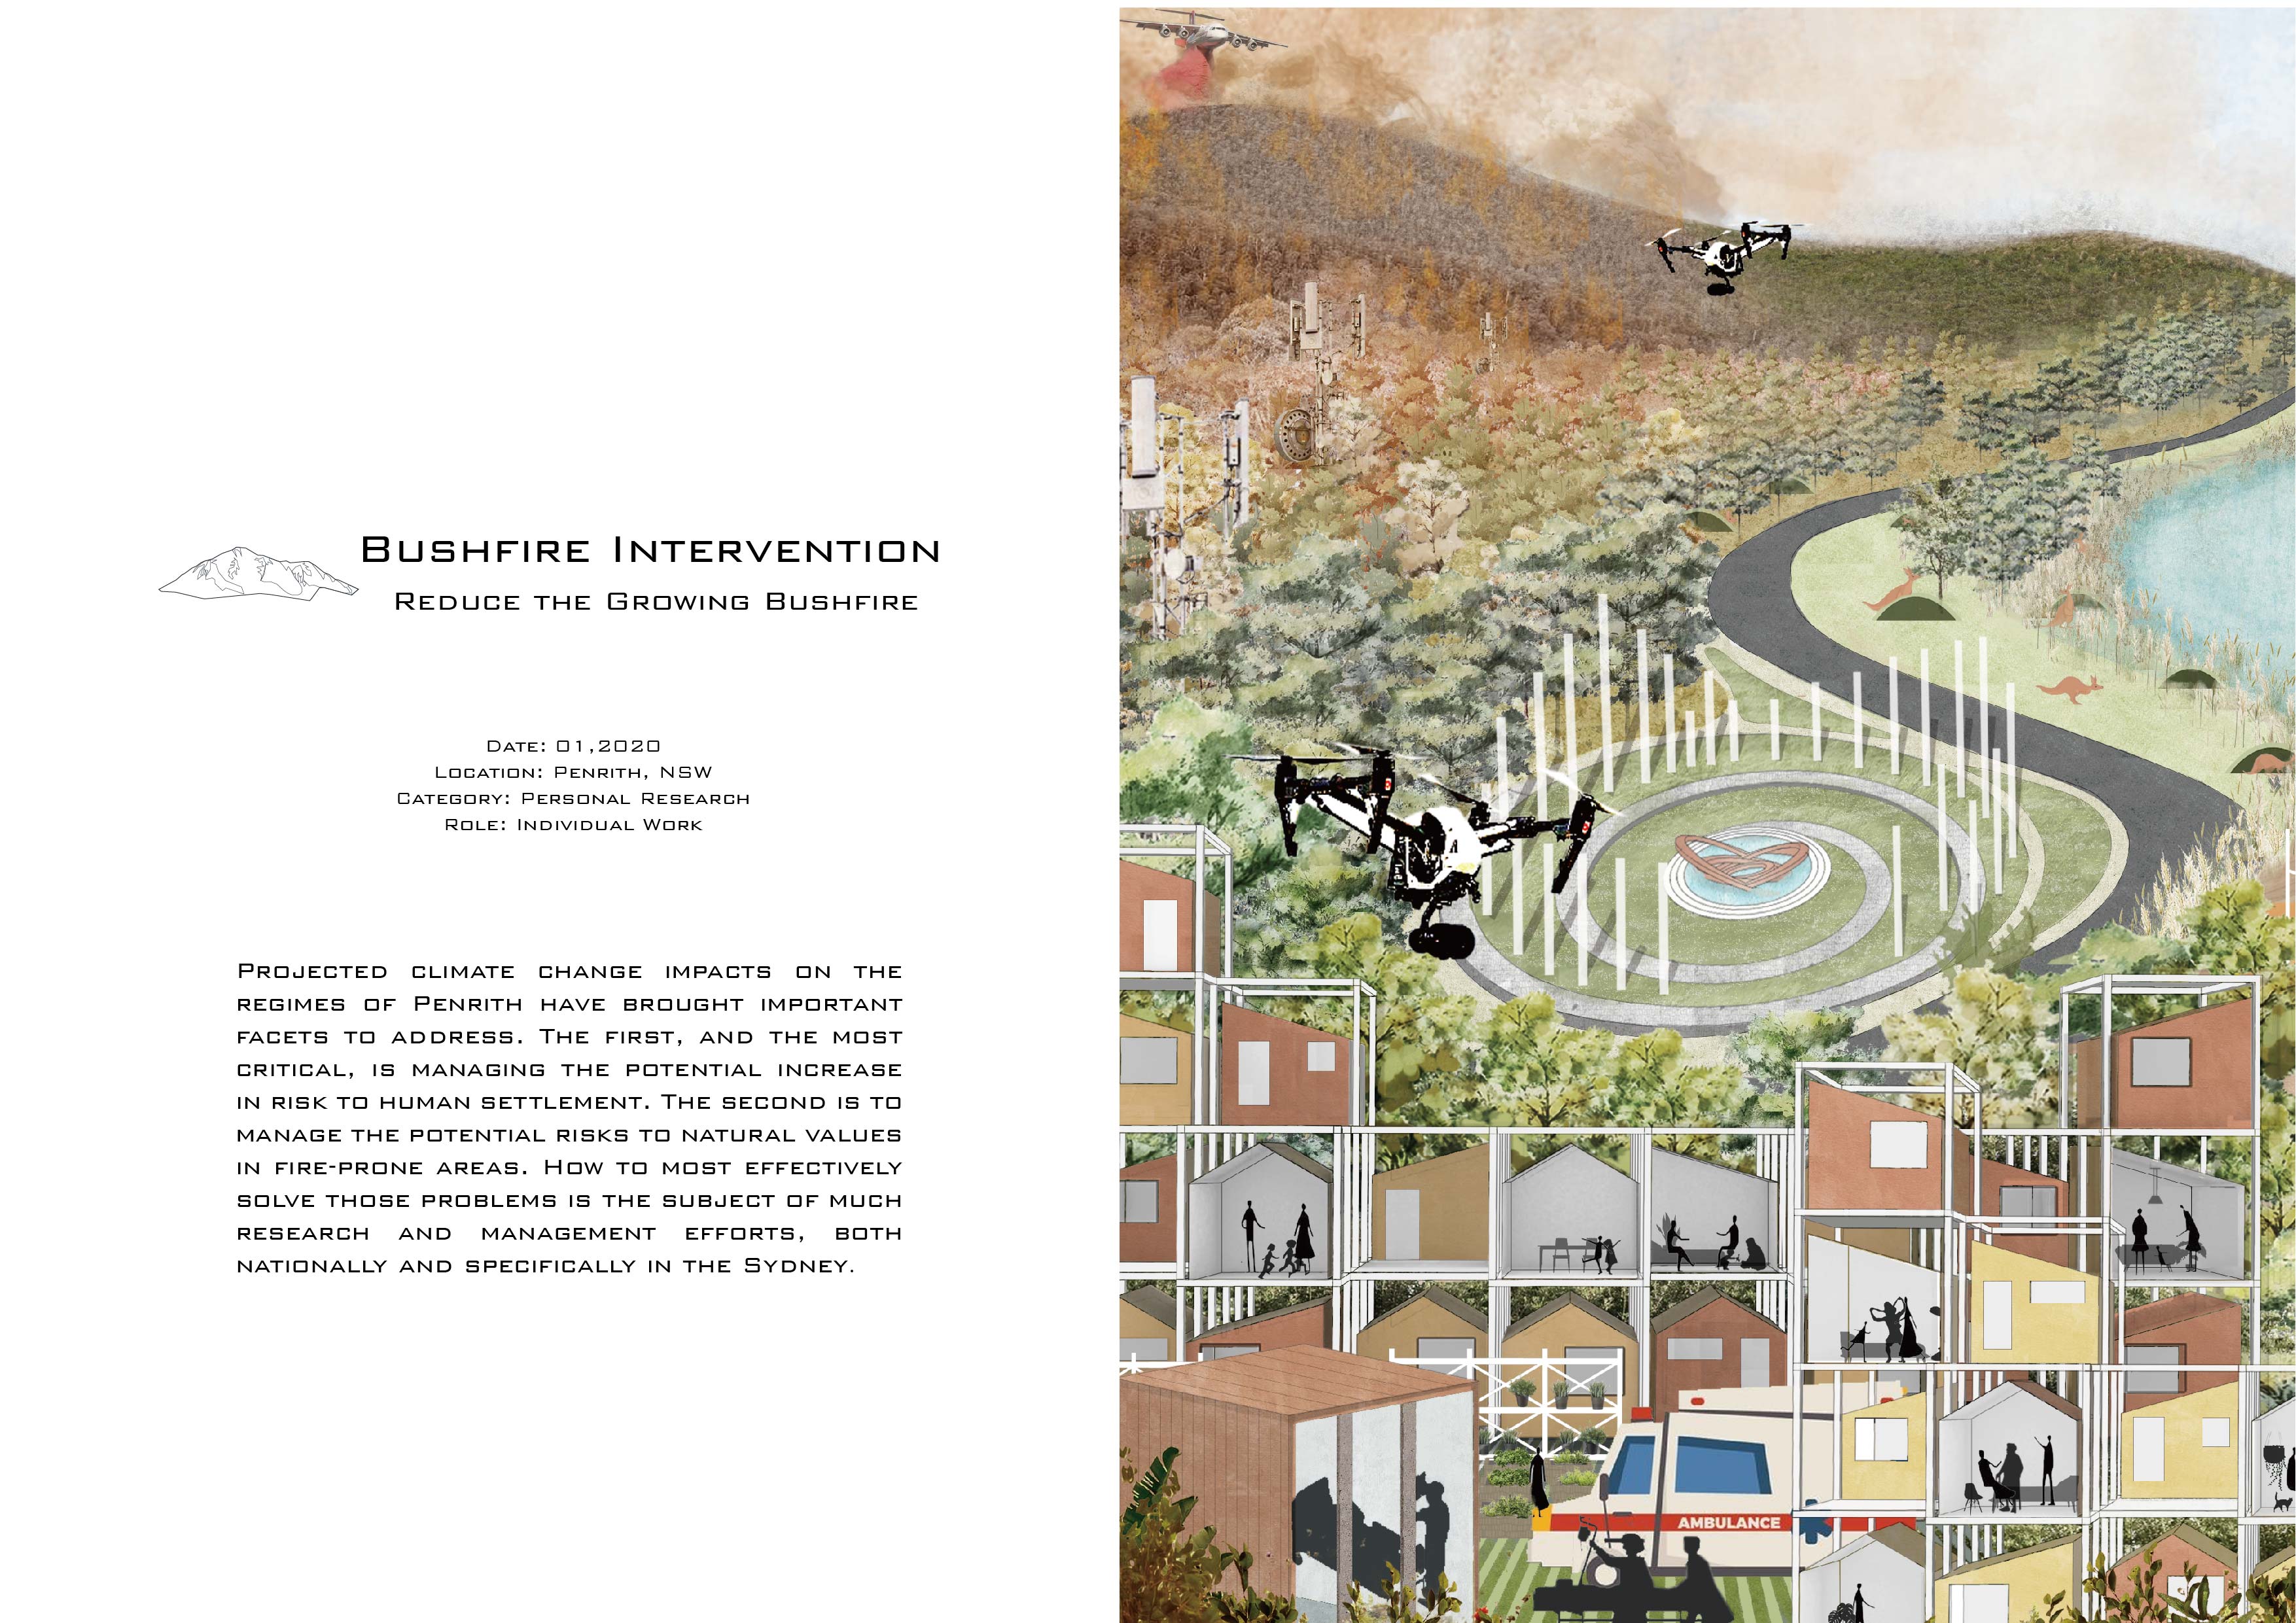 Bushfire Intervention
Reduce the Growing Bushfire
Date: 01,2020
Location: Penrith, NSW
Category: Personal Research
Role: Individual Work
Projected climate change impacts on the
regimes of Penrith have brought important
facets to address. The first, and the most
critical, is managing the potential increase
in risk to human settlement. The second is to
manage the potential risks to natural values
in fire-prone areas. How to most effectively
solve those problems is the subject of much
research and management efforts, both
nationally and specifically in the Sydney.
AMBULANCE